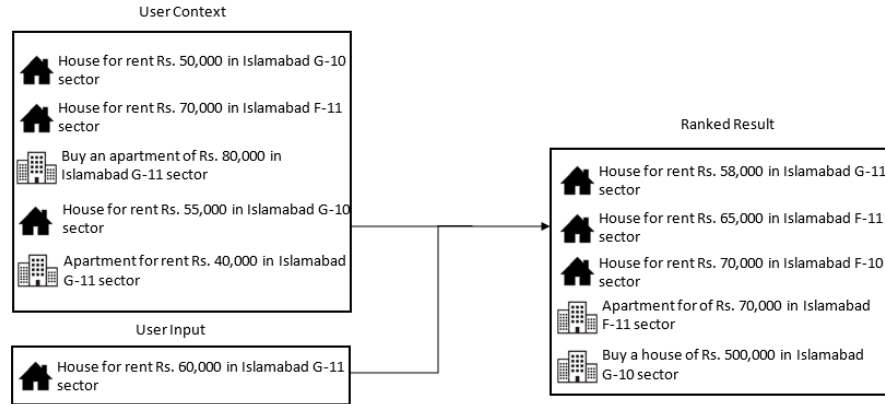 User Context
House for rent Rs. 50,000 in Islamabad G-10
sector
House for rent Rs. 70,000 in Islamabad F-11
sector
Buy an apartment of Rs. 80,000 in
Islamabad G-11 sector
House for rent Rs. 55,000 in Islamabad G-10
sector
Apartment for rent Rs. 40,000 in Islamabad
G-11 sector
User Input
House for rent Rs. 60,000 in Islamabad G-11
sector
Ranked Result
House for rent Rs. 58,000 in Islamabad G-11
sector
House for rent Rs. 65,000 in Islamabad F-11
sector
House for rent Rs. 70,000 in Islamabad F-10
sector
Apartment for of Rs. 70,000 in Islamabad
F-11 sector
Buy a house of Rs. 500,000 in Islamabad
G-10 sector